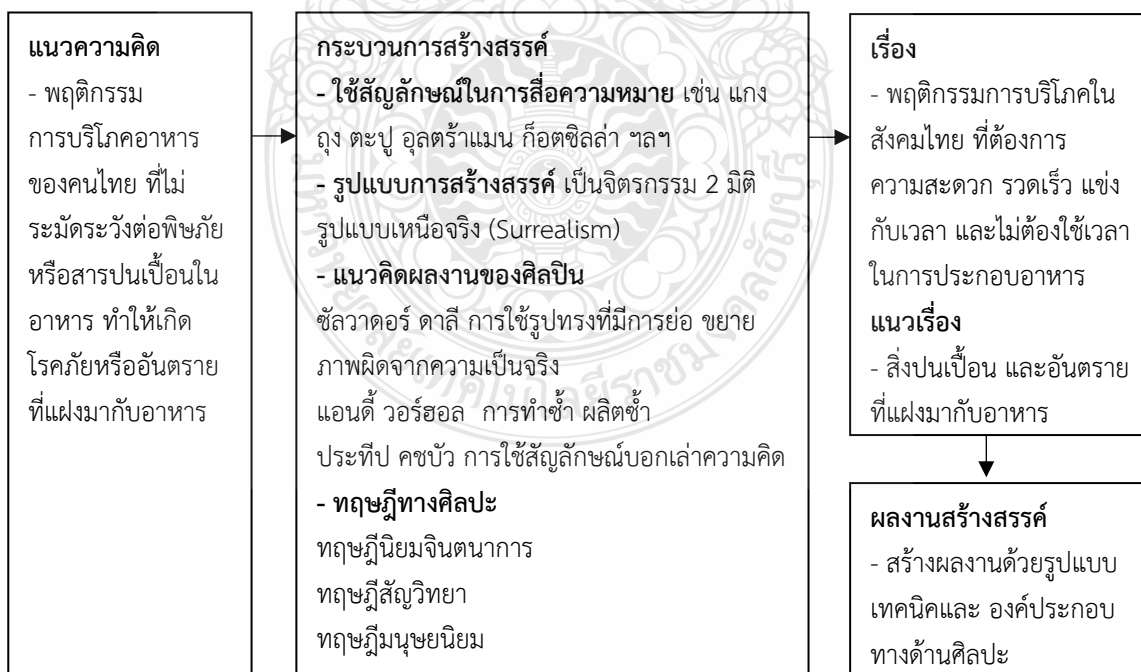 แนวความคิด
- พฤติกรรม
การบริโภคอาหาร
ของคนไทย ที่ไม่
ระมัดระวังต่อพิษภัย
หรือสารปนเปื้อนใน
อาหาร ทำให้เกิด
โรคภัยหรืออันตราย
ที่แฝงมากับอาหาร
กระบวนการสร้างสรรค์
- ใช้สัญลักษณ์ในการสื่อความหมาย เช่น แกง
ถุง ตะปู อุลตร้าแมน ก็อตซิลล่า ฯลฯ
- รูปแบบการสร้างสรรค์ เป็นจิตรกรรม 2 มิติ
รูปแบบเหนือจริง (Surrealism)
- แนวคิดผลงานของศิลปิน
ซัลวาดอร์ ดาลี การใช้รูปทรงที่มีการย่อ ขยาย
ภาพผิดจากความเป็นจริง
แอนดี้ วอร์ฮอล การทำซ้ำ ผลิตซ้ำ
ประทีป คชบัว การใช้สัญลักษณ์บอกเล่าความคิด
- ทฤษฎีทางศิลปะ
ทฤษฎีนิยมจินตนาการ
ทฤษฎีสัญวิทยา
ทฤษฎีมนุษยนิยม
เรื่อง
- พฤติกรรมการบริโภคใน
สังคมไทย ที่ต้องการ
ความสะดวก รวดเร็ว แข่ง
กับเวลา และไม่ต้องใช้เวลา
ในการประกอบอาหาร
แนวเรื่อง
- สิ่งปนเปื้อน และอันตราย
ที่แฝงมากับอาหาร
ผลงานสร้างสรรค์
- สร้างผลงานด้วยรูปแบบ
เทคนิคและ องค์ประกอบ
ทางด้านศิลปะ